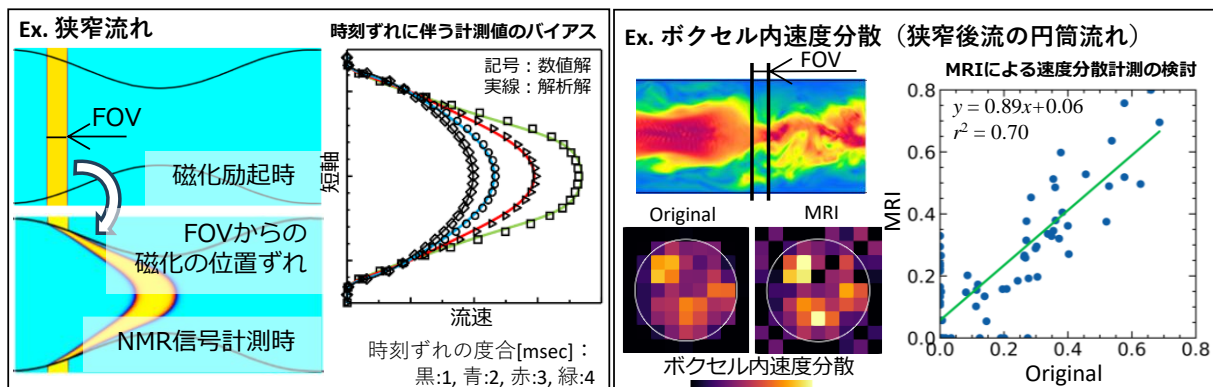 Ex. 狭窄流れ
FOV
磁化励起時
FOVからの
磁化の位置ずれ
NMR信号計測時
時刻ずれに伴う計測値のバイアス
記号：数値解
実線：解析解
短軸
流速
時刻ずれの度合[msec]：
黒:1, 青:2, 赤:3, 緑:4
Ex. ボクセル内速度分散（狭窄後流の円筒流れ）
FOV
Original
MRI
ボクセル内速度分散
MRIによる速度分散計測の検討
y = 0.89x+0.06
r² = 0.70
MRI
0.8
0.6
0.4
0.2
0.0
0.0 0.2 0.4 0.6 0.8
Original